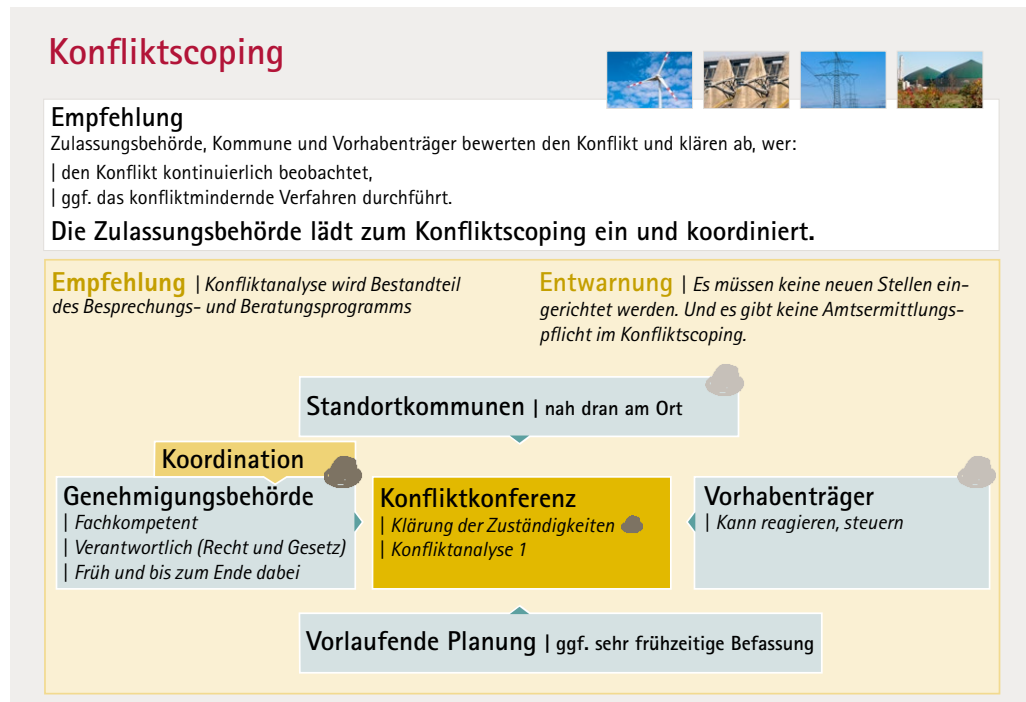 Konfliktscoping
Empfehlung
Zulassungsbehörde, Kommune und Vorhabenträger bewerten den Konflikt und klären ab, wer:
| den Konflikt kontinuierlich beobachtet,
| ggf. das konfliktmindernde Verfahren durchführt.
Die Zulassungsbehörde lädt zum Konfliktscoping ein und koordiniert.
Empfehlung | Konfliktanalyse wird Bestandteil
des Besprechungs- und Beratungsprogramms
Entwarnung | Es müssen keine neuen Stellen ein-
gerichtet werden. Und es gibt keine Amtsermittlungs-
pflicht im Konfliktscoping.
Standortkommunen | nah dran am Ort
Koordination
Genehmigungsbehörde
| Fachkompetent
| Verantwortlich (Recht und Gesetz)
| Früh und bis zum Ende dabei
Konfliktkonferenz
| Klärung der Zuständigkeiten
| Konfliktanalyse 1
Vorhabenträger
| Kann reagieren, steuern
Vorlaufende Planung | ggf. sehr frühzeitige Befassung